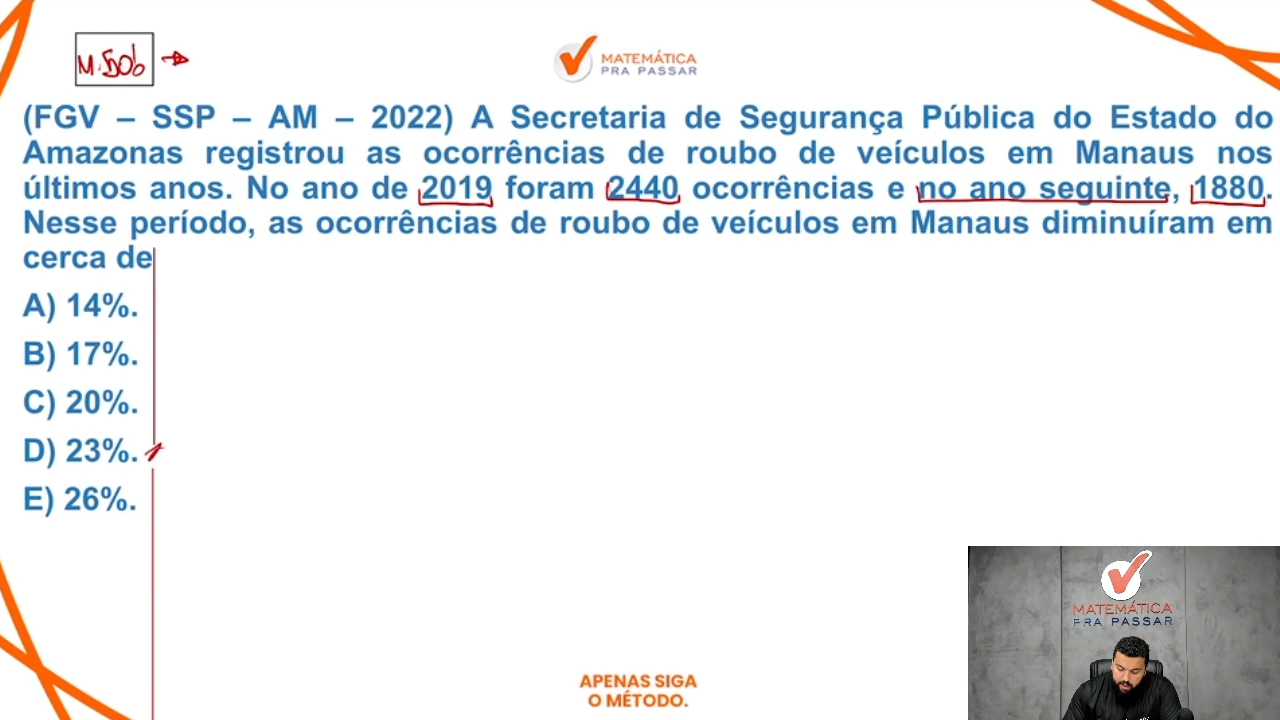 M.SOb
MATEMÁTICA
PRA PASSAR
(FGV – SSP – AM – 2022) A Secretaria de Segurança Pública do Estado do
Amazonas registrou as ocorrências de roubo de veículos em Manaus nos
últimos anos. No ano de 2019 foram 2440 ocorrências e no ano seguinte, 1880.
Nesse período, as ocorrências de roubo de veículos em Manaus diminuíram em
cerca de
A) 14%.
B) 17%.
C) 20%.
D) 23%.
E) 26%.
MATEMÁTICA
PRA PASSAR
APENAS SIGA
O MÉTODO.